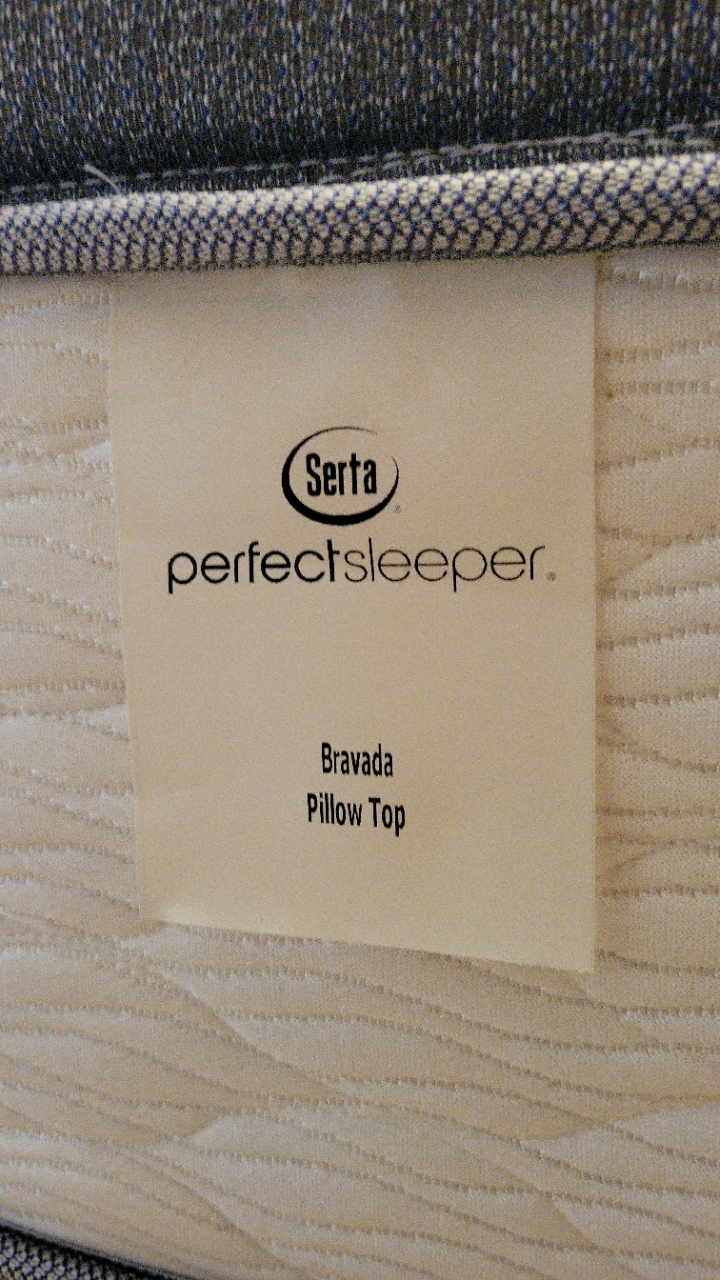 Serta®
perfectsleeper®
Bravada
Pillow Top